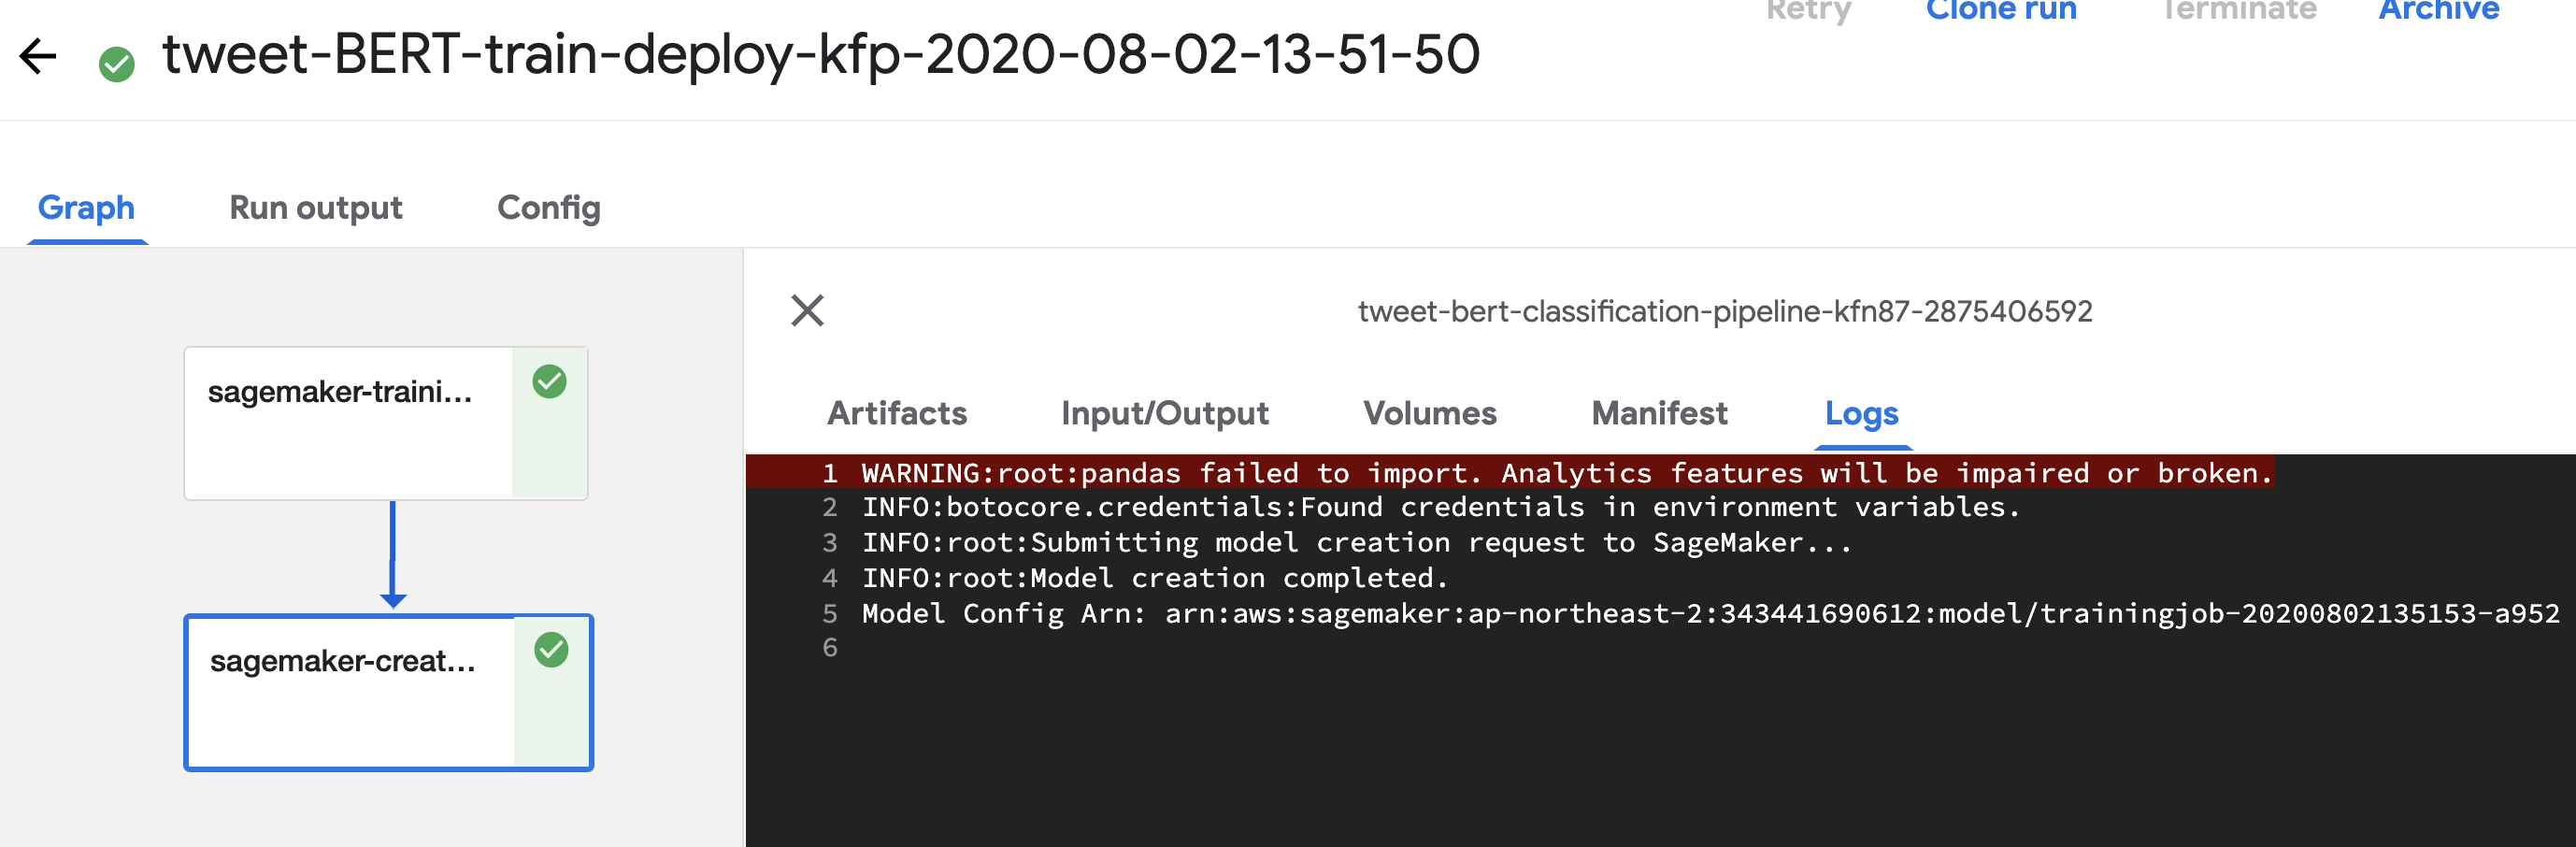 Retry Clone run Terminate Archive
tweet-BERT-train-deploy-kfp-2020-08-02-13-51-50
Graph Run output Config
tweet-bert-classification-pipeline-kfn87-2875406592
sagemaker-traini...
sagemaker-creat...
Artifacts Input/Output Volumes Manifest Logs
1 WARNING:root:pandas failed to import. Analytics features will be impaired or broken.
2 INFO:botocore.credentials:Found credentials in environment variables.
3 INFO:root:Submitting model creation request to SageMaker...
4 INFO:root:Model creation completed.
5 Model Config Arn: arn:aws:sagemaker:ap-northeast-2:343441690612:model/trainingjob-20200802135153-a952
6